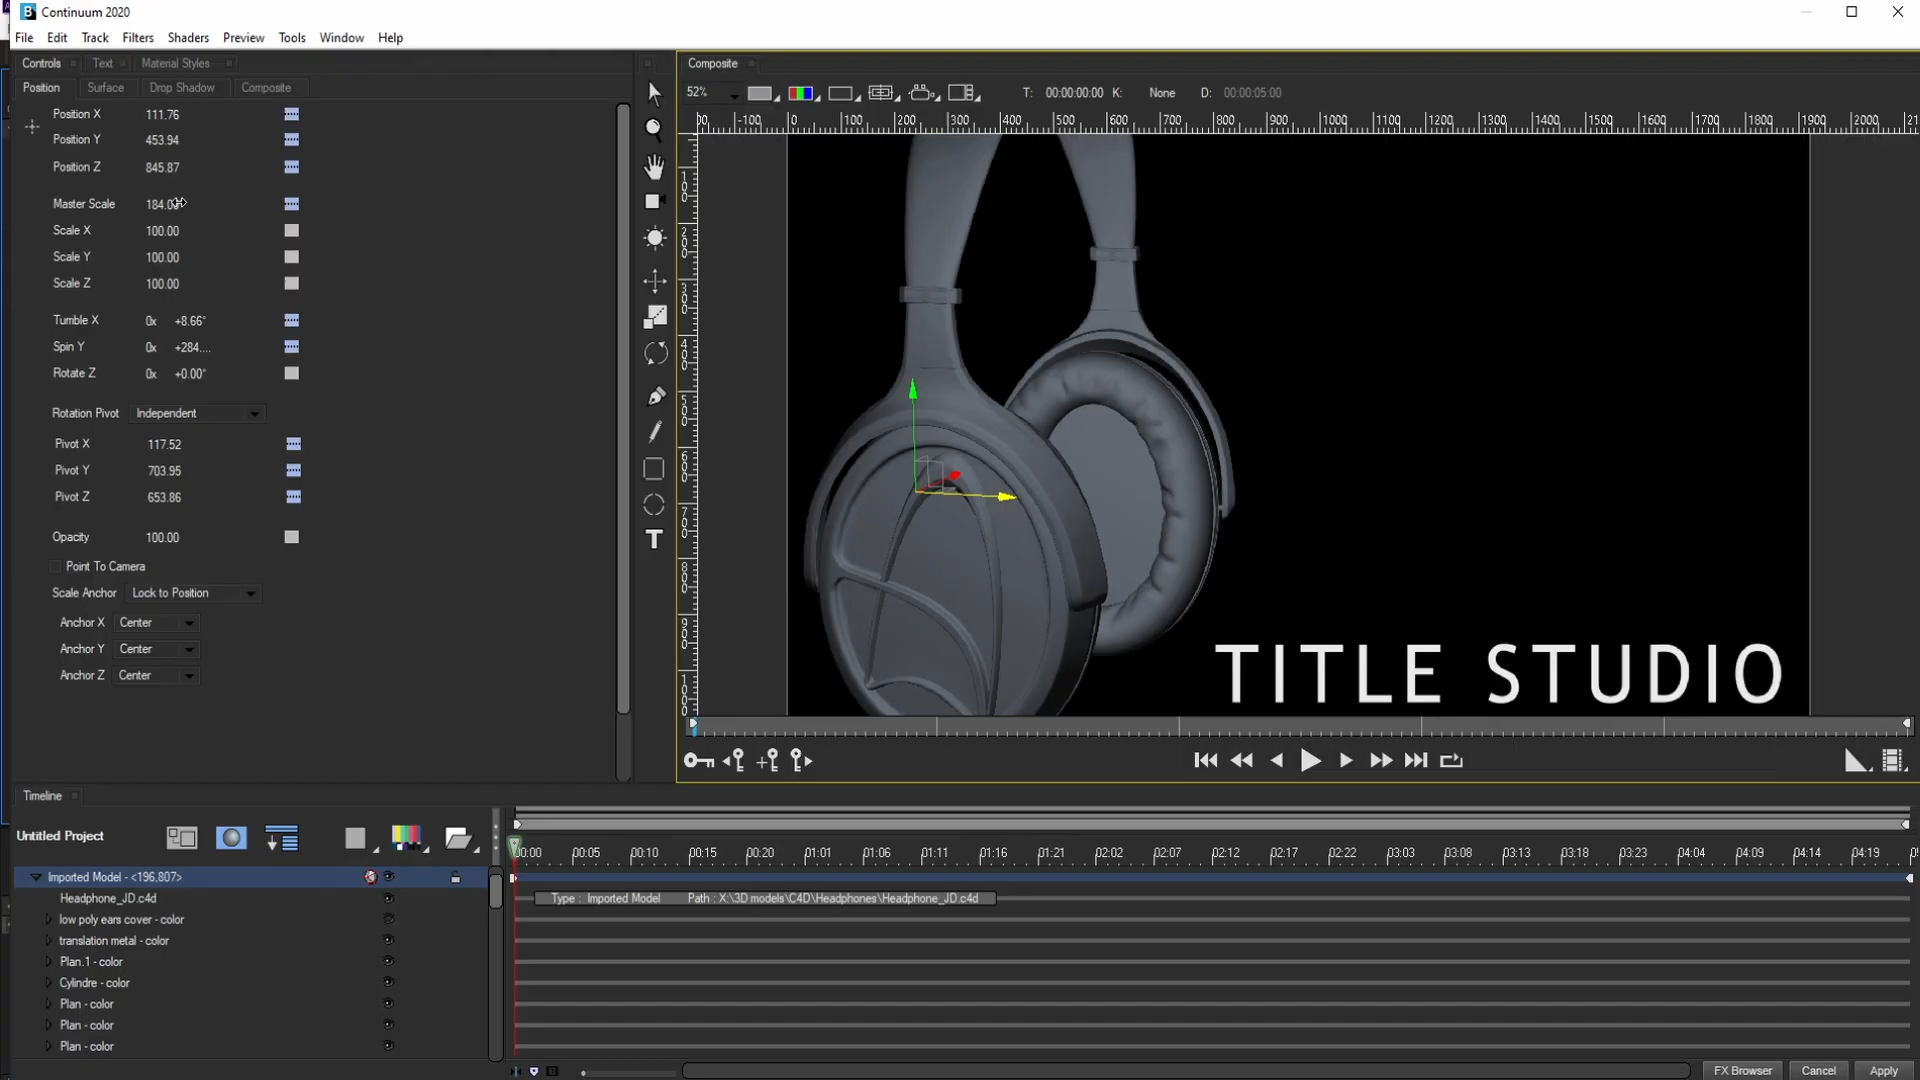 Continuum 2020
File Edit Track Filters Shaders Preview Tools Window Help
Controls Text Material Styles
Position Surface Drop Shadow Composite
Position X 111.76
Position Y 453.94
Position Z 845.87
Master Scale 184.0
Scale X 100.00
Scale Y 100.00
Scale Z 100.00
Tumble X 0x +8.66°
Spin Y 0x +284....
Rotate Z 0x +0.00°
Rotation Pivot Independent
Pivot X 117.52
Pivot Y 703.95
Pivot Z 653.86
Opacity 100.00
Point To Camera
Scale Anchor Lock to Position
Anchor X Center
Anchor Y Center
Anchor Z Center
T
Composite
52% T: 00:00:00:00 K: None D: 00:00:05:00
-100 0 100 200 300 400 500 600 700 800 900 1000 1100 1200 1300 1400 1500 1600 1700 1800 1900 2000
100
200
300
400
500
600
700
800
900
TITLE STUDIO
Timeline
Untitled Project
00:00 00:05 00:10 00:15 00:20 01:01 01:06 01:11 01:16 01:21 02:02 02:07 02:12 02:17 02:22 03:03 03:08 03:13 03:18 03:23 04:04 04:09 04:14 04:19
Imported Model - <196,807>
Headphone_JD.c4d
Type : Imported Model Path : X:\3D models\C4D\Headphones\Headphone_JD.c4d
low poly ears cover - color
translation metal - color
Plan.1 - color
Cylindre - color
Plan - color
Plan - color
Plan - color
FX Browser Cancel Apply